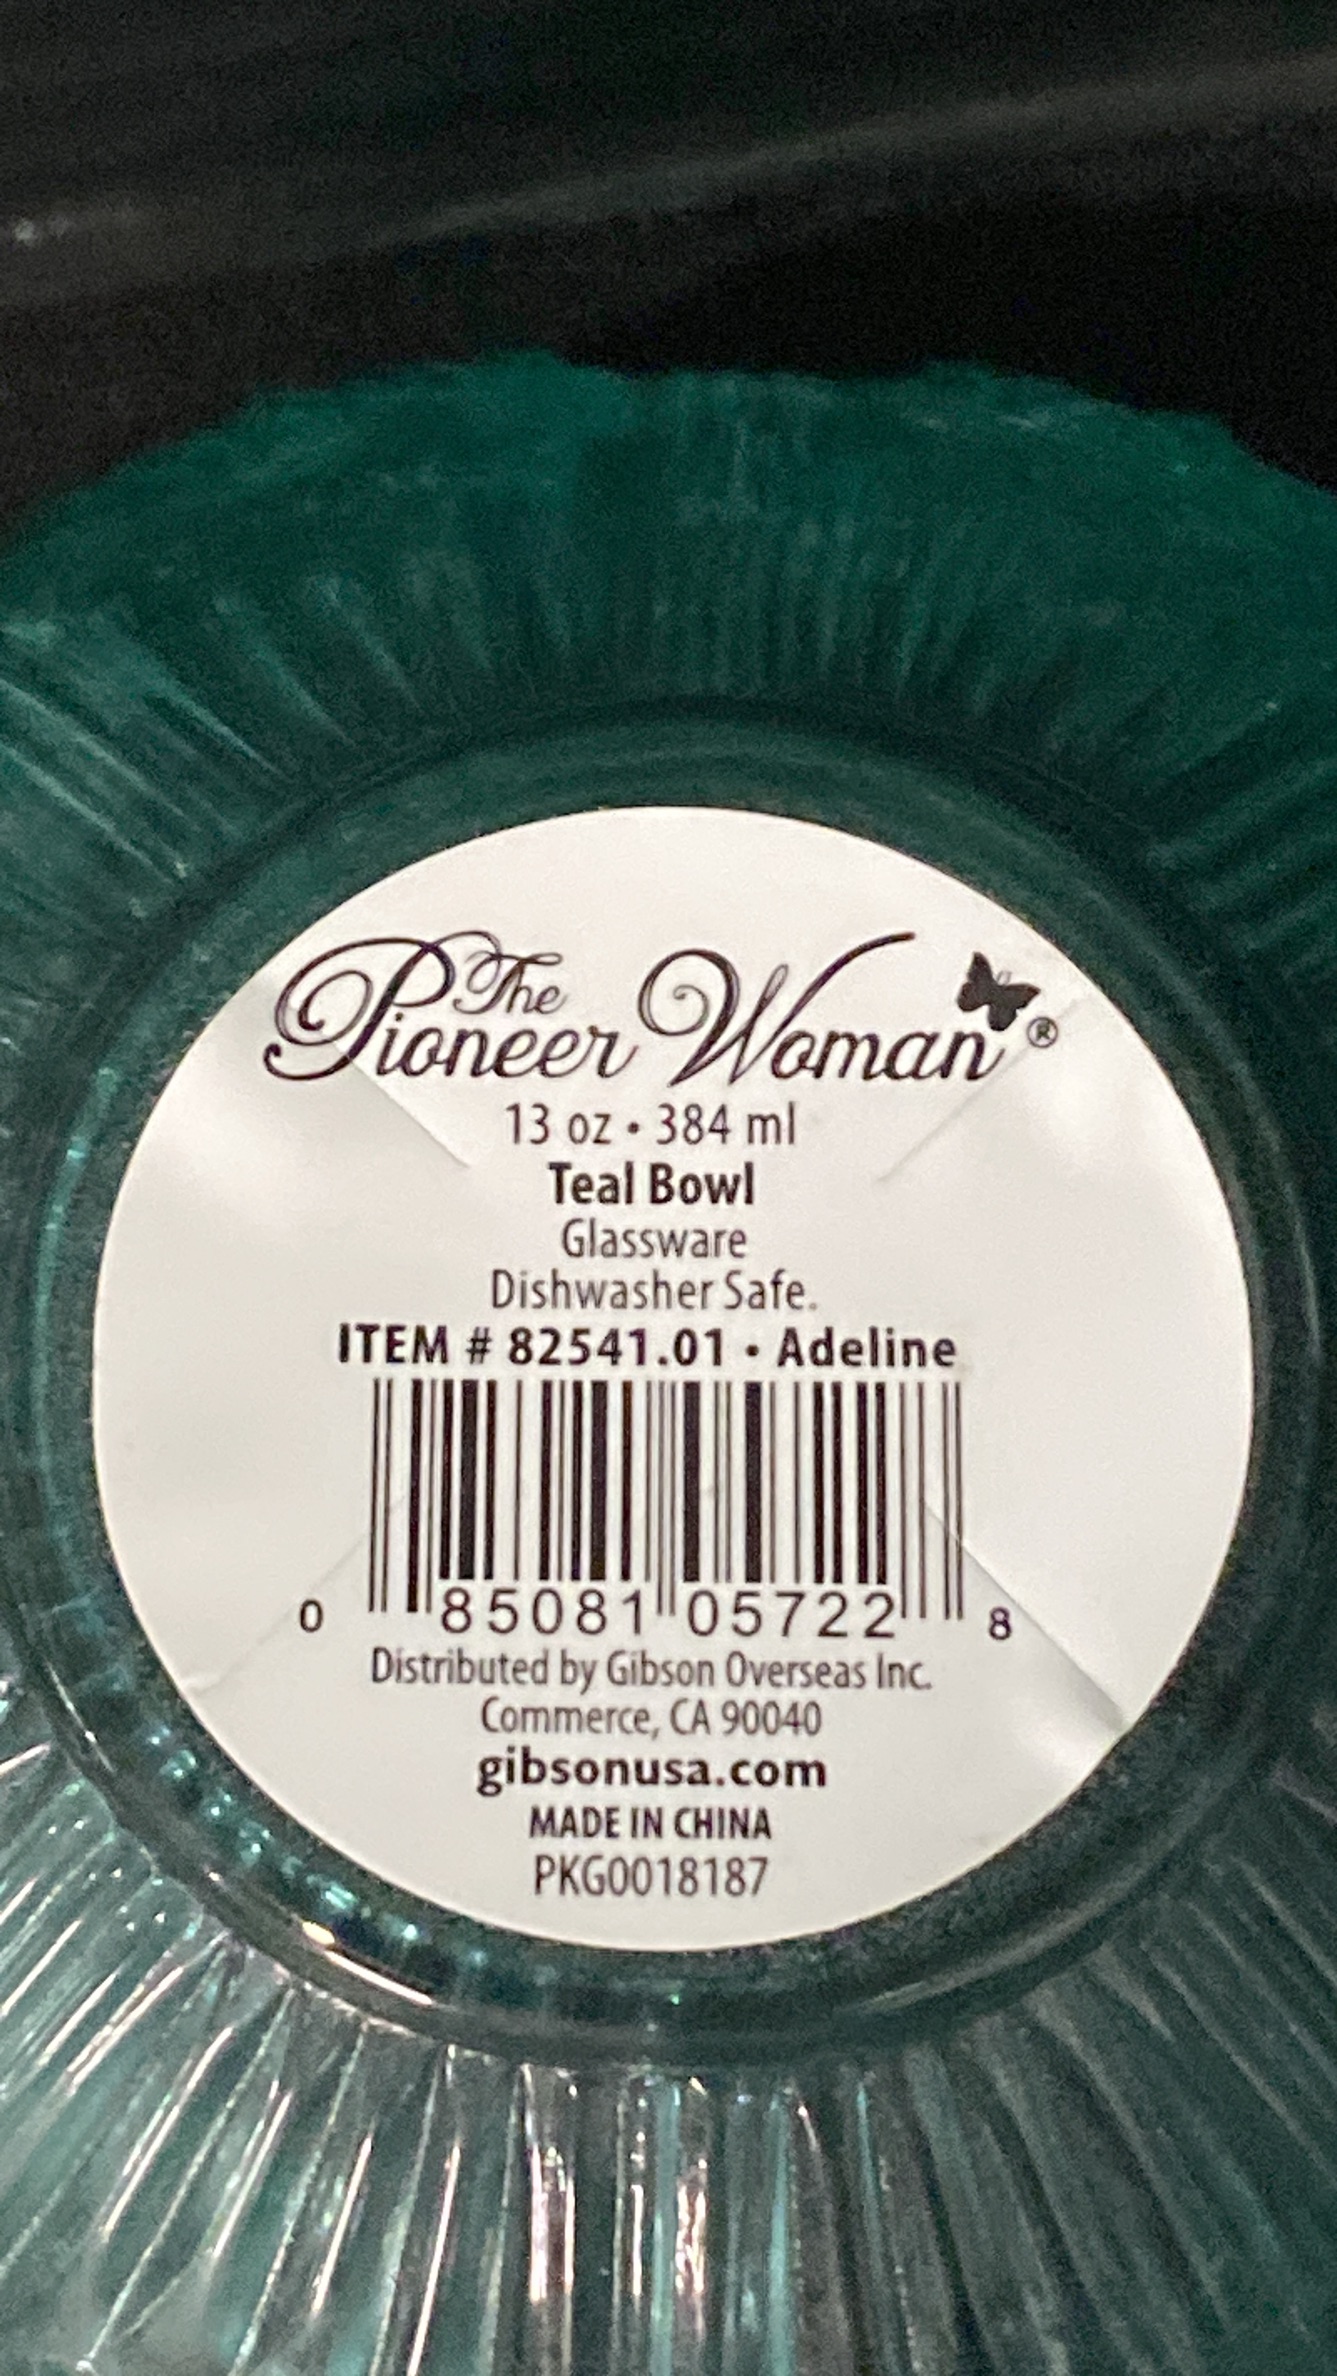 The
Pioneer Woman®
13 oz • 384 ml
Teal Bowl
Glassware
Dishwasher Safe.
ITEM # 82541.01 • Adeline
0 85081 05722 8
Distributed by Gibson Overseas Inc.
Commerce, CA 90040
gibsonusa.com
MADE IN CHINA
PKG0018187